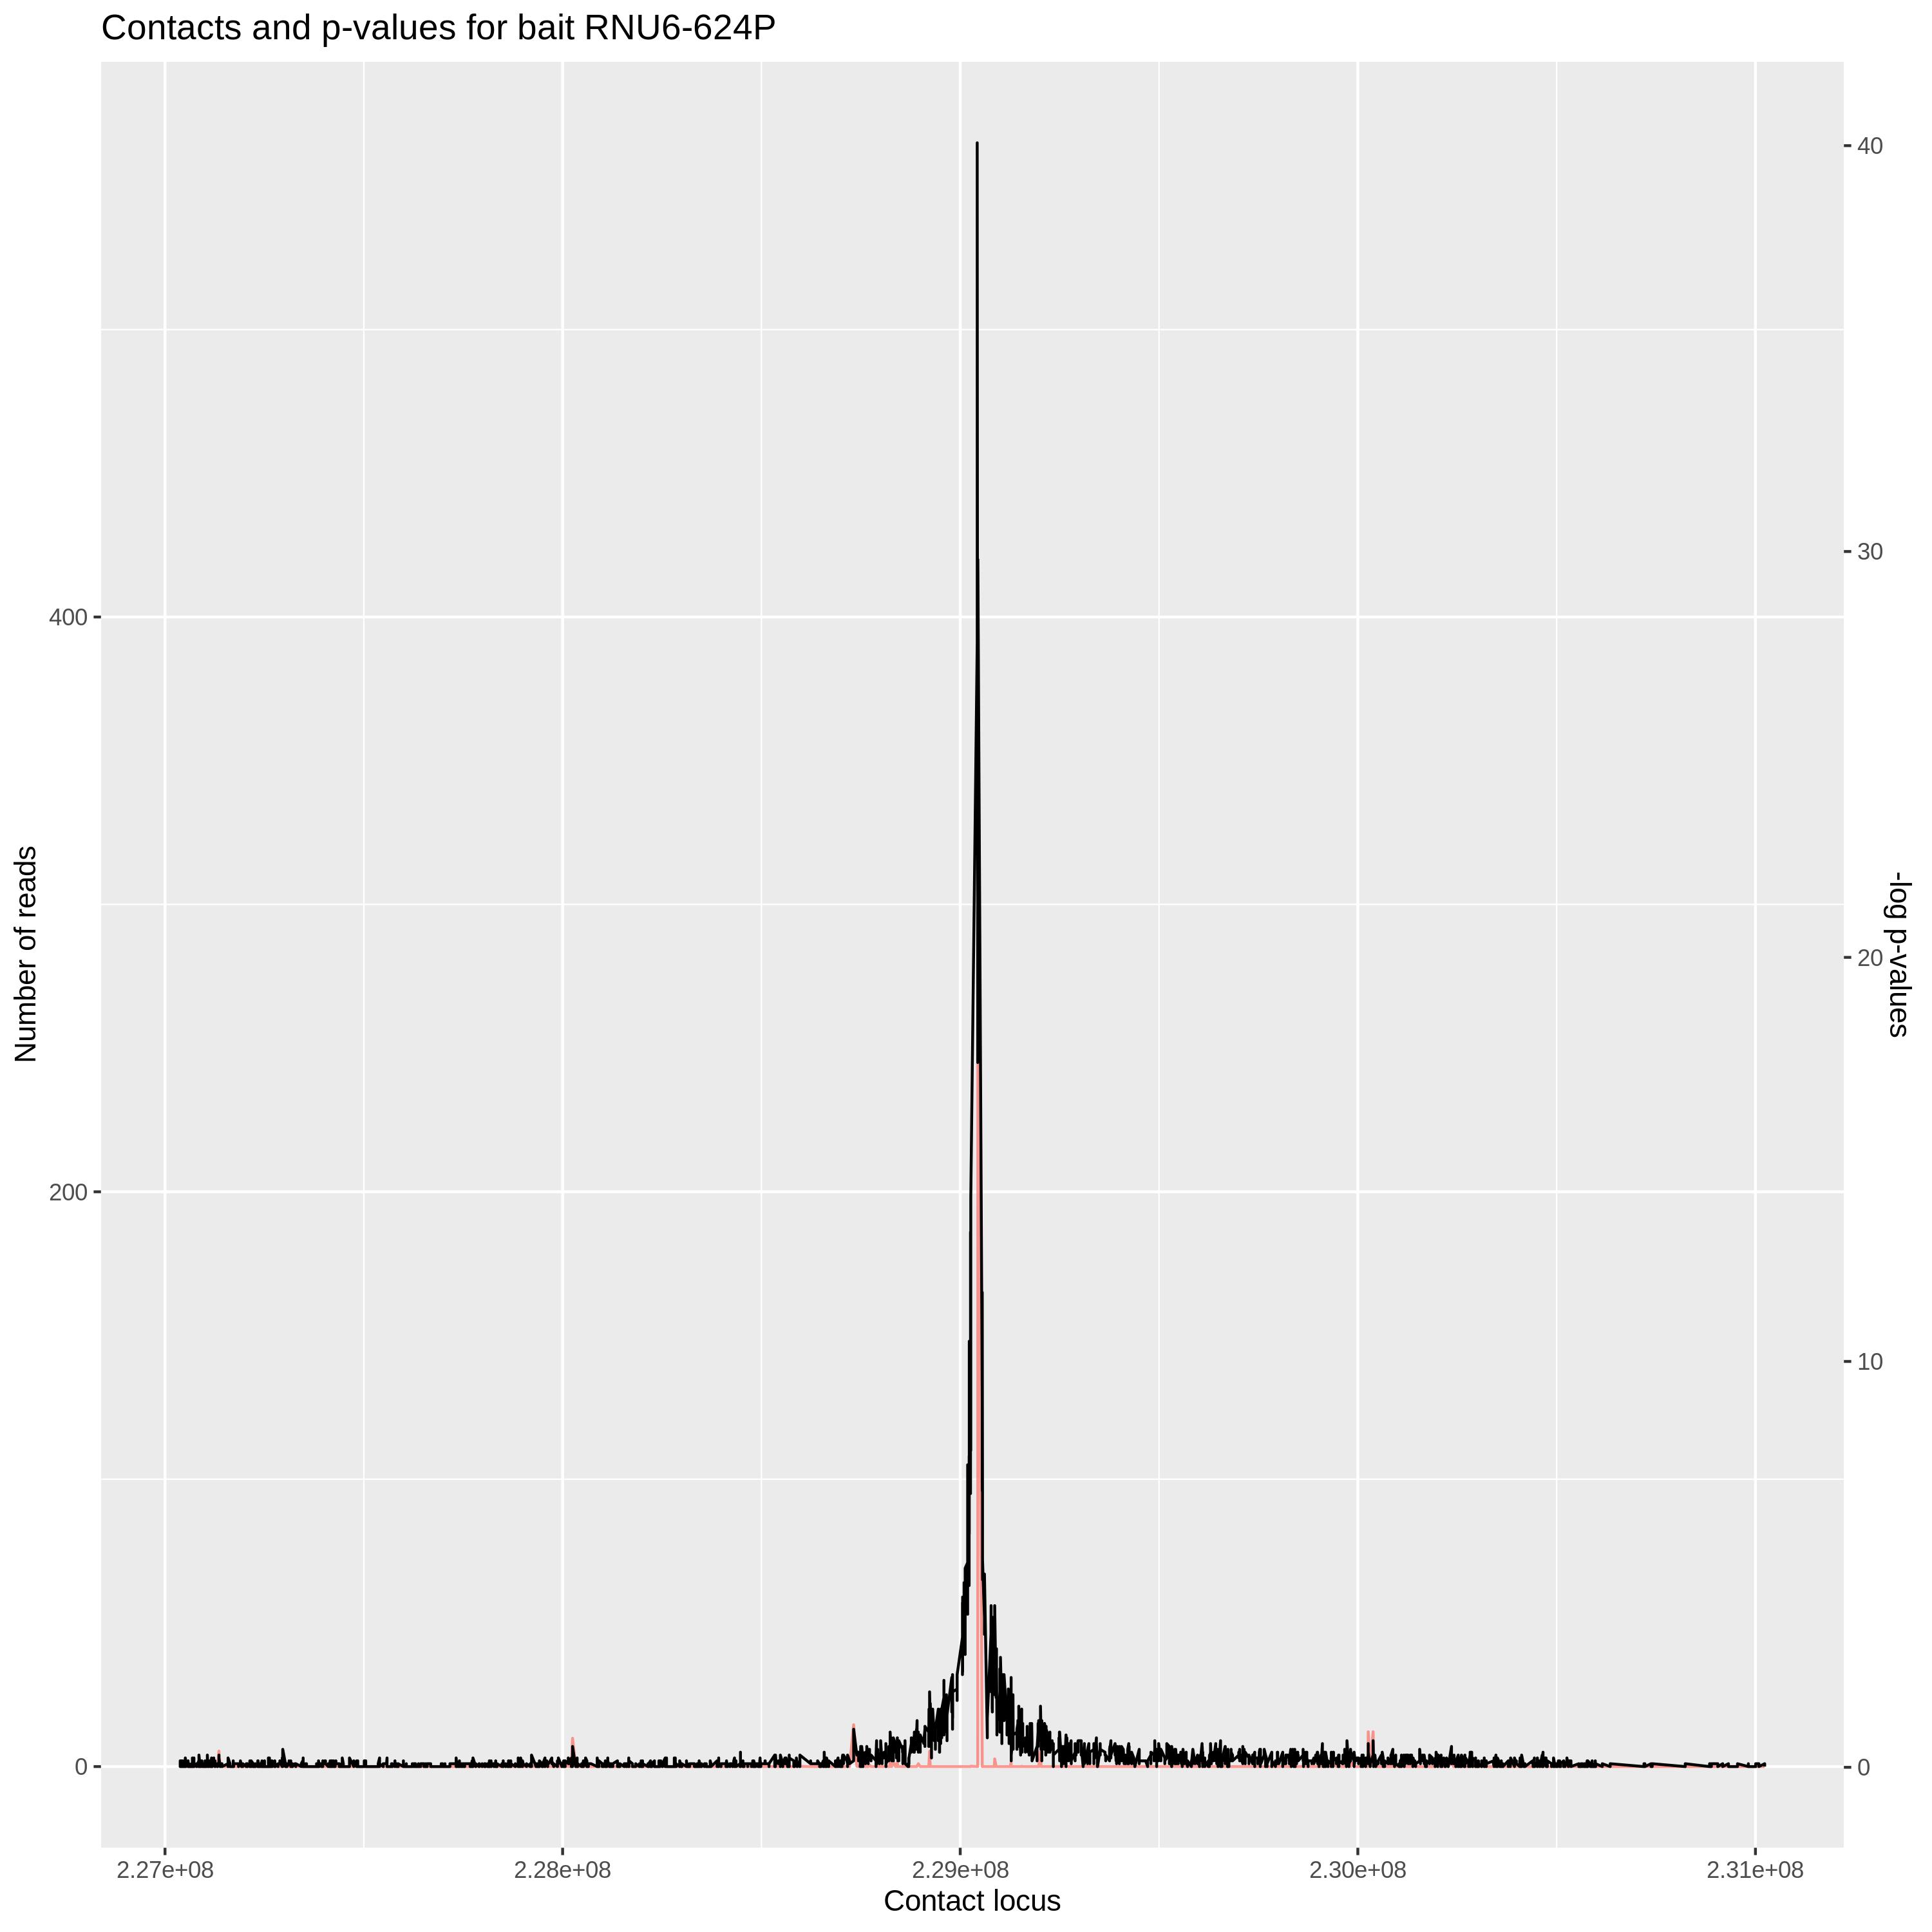 Contacts and p-values for bait RNU6-624P
Number of reads
400
200
0
40
30
20
10
0
-log p-values
2.27e+08
2.28e+08
2.29e+08
2.30e+08
2.31e+08
Contact locus